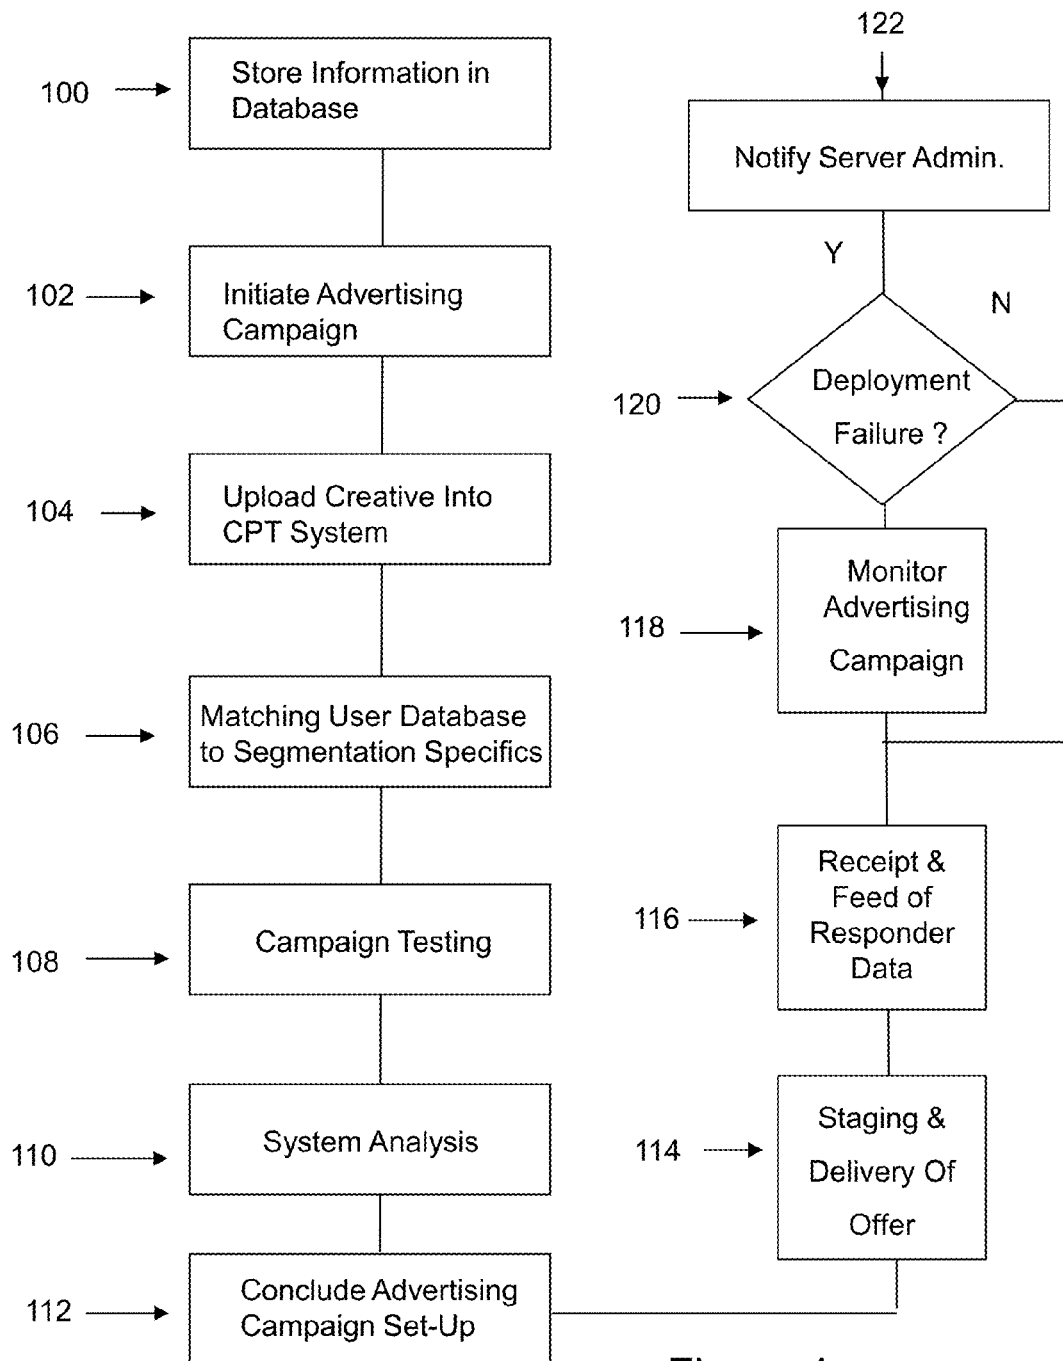 100
Store Information in
Database
102
Initiate Advertising
Campaign
104
Upload Creative Into
CPT System
106
Matching User Database
to Segmentation Specifics
108
Campaign Testing
110
System Analysis
112
Conclude Advertising
Campaign Set-Up
122
Notify Server Admin.
Y
N
120
Deployment
Failure ?
118
Monitor
Advertising
Campaign
116
Receipt &
Feed of
Responder
Data
114
Staging &
Delivery Of
Offer